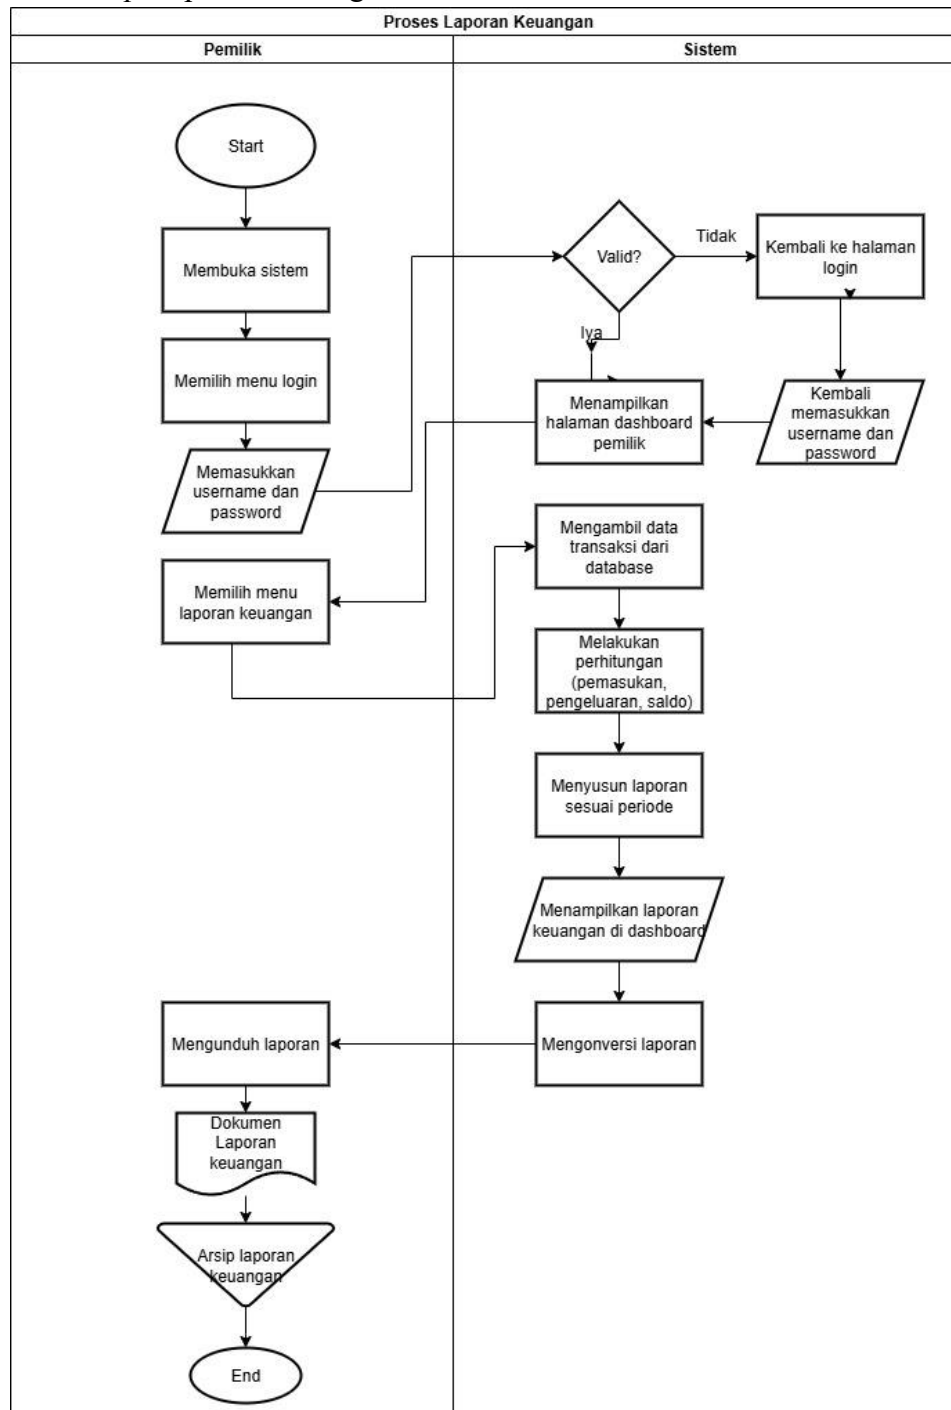 Proses Laporan Keuangan
Pemilik
Sistem
Start
Membuka sistem
Memilih menu login
Memasukkan
username dan
password
Valid?
Tidak
Kembali ke halaman
login
Iya
Kembali
memasukkan
username dan
password
Menampilkan
halaman dashboard
pemilik
Memilih menu
laporan keuangan
Mengambil data
transaksi dari
database
Melakukan
perhitungan
(pemasukan,
pengeluaran, saldo)
Menyusun laporan
sesuai periode
Menampilkan laporan
keuangan di dashboard
Mengonversi laporan
Mengunduh laporan
Dokumen
Laporan
keuangan
Arsip laporan
keuangan
End